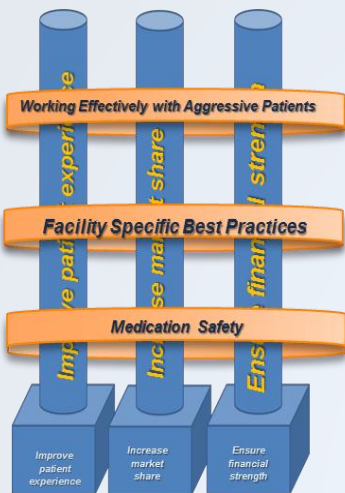 Working Effectively with Aggressive Patients
Facility Specific Best Practices
Medication Safety
Improve patient experience
Increase market share
Ensure financial strength
Improve
patient
experience
Increase
market
share
Ensure
financial
strength